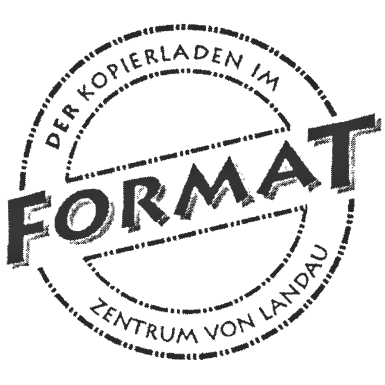 DER KOPIERLADEN IM
FORMAT
ZENTRUM VON LANDAU